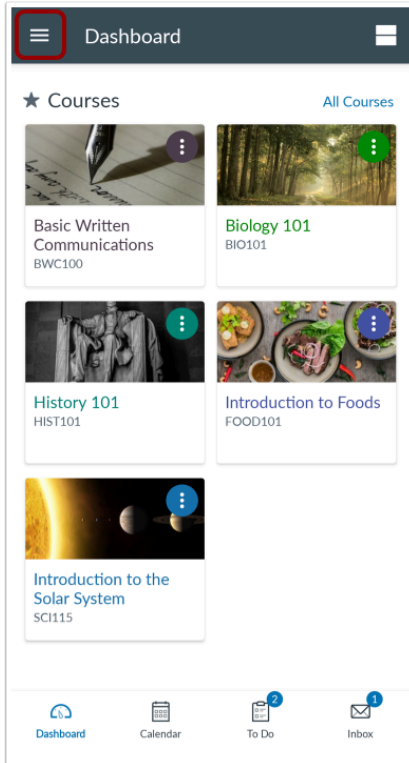 Dashboard
Courses
All Courses
Basic Written
Communications
BWC100
Biology 101
BIO101
History 101
HIST101
Introduction to Foods
FOOD101
Introduction to the
Solar System
SCI115
2
1
Dashboard
Calendar
To Do
Inbox